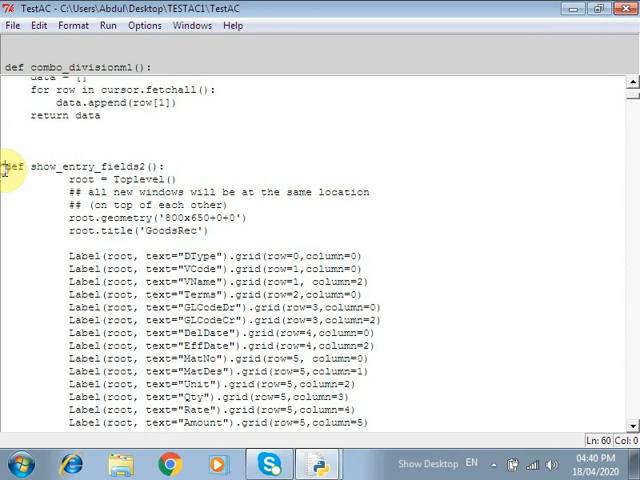 TestAC - C:\Users\Abdul\Desktop\TESTAC1\TestAC
File Edit Format Run Options Windows Help
def combo_divisionm1():
data = []
for row in cursor.fetchall():
data.append(row[1])
return data
def show_entry_fields2():
root = Toplevel()
## all new windows will be at the same location
## (on top of each other)
root.geometry('800x650+0+0')
root.title('GoodsRec')
Label(root, text="DType").grid(row=0,column=0)
Label(root, text="VCode").grid(row=1,column=0)
Label(root, text="VName").grid(row=1, column=2)
Label(root, text="Terms").grid(row=2,column=0)
Label(root, text="GLCodeDr").grid(row=3,column=0)
Label(root, text="GLCodeCr").grid(row=3,column=2)
Label(root, text="DelDate").grid(row=4,column=0)
Label(root, text="EffDate").grid(row=4,column=2)
Label(root, text="MatNo").grid(row=5, column=0)
Label(root, text="MatDes").grid(row=5,column=1)
Label(root, text="Unit").grid(row=5,column=2)
Label(root, text="Qty").grid(row=5,column=3)
Label(root, text="Rate").grid(row=5,column=4)
Label(root, text="Amount").grid(row=5,column=5)
Ln: 60 Col: 0
Show Desktop EN 04:40 PM
18/04/2020